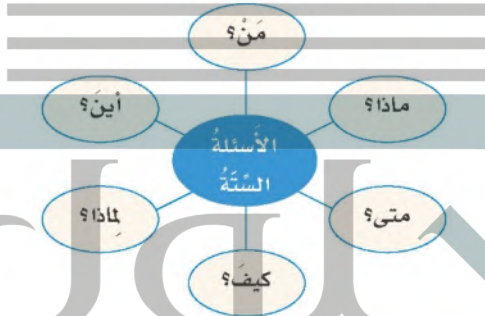 مَنْ؟
ماذا؟
أينَ؟
الأَسئلةُ
السِّتّةُ
متى؟
لِماذا؟
كيفَ؟